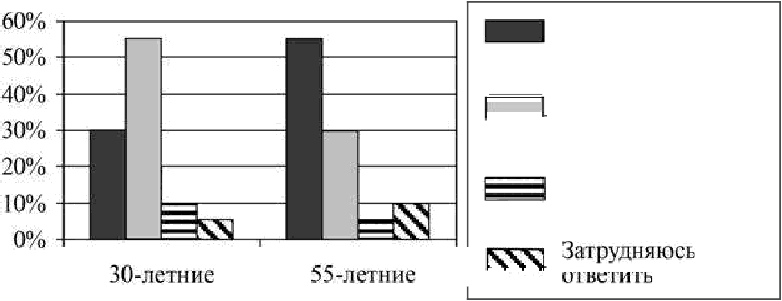 60%
50%
40%
30%
20%
10%
0%
30-летние
55-летние
Затрудняюсь
ответить